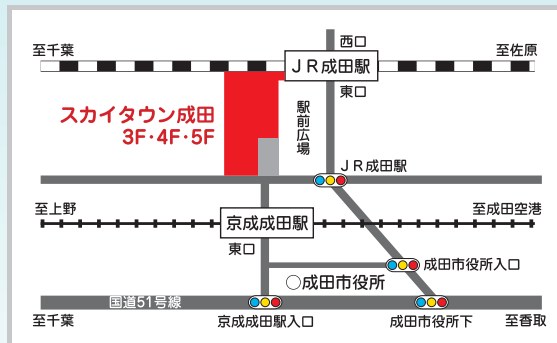 西口
至千葉
JR成田駅
至佐原
東口
スカイタウン成田
3F・4F・5F
駅前広場
JR成田駅
至上野
京成成田駅
至成田空港
東口
成田市役所入口
○成田市役所
国道51号線
至千葉
京成成田駅入口
成田市役所下
至香取